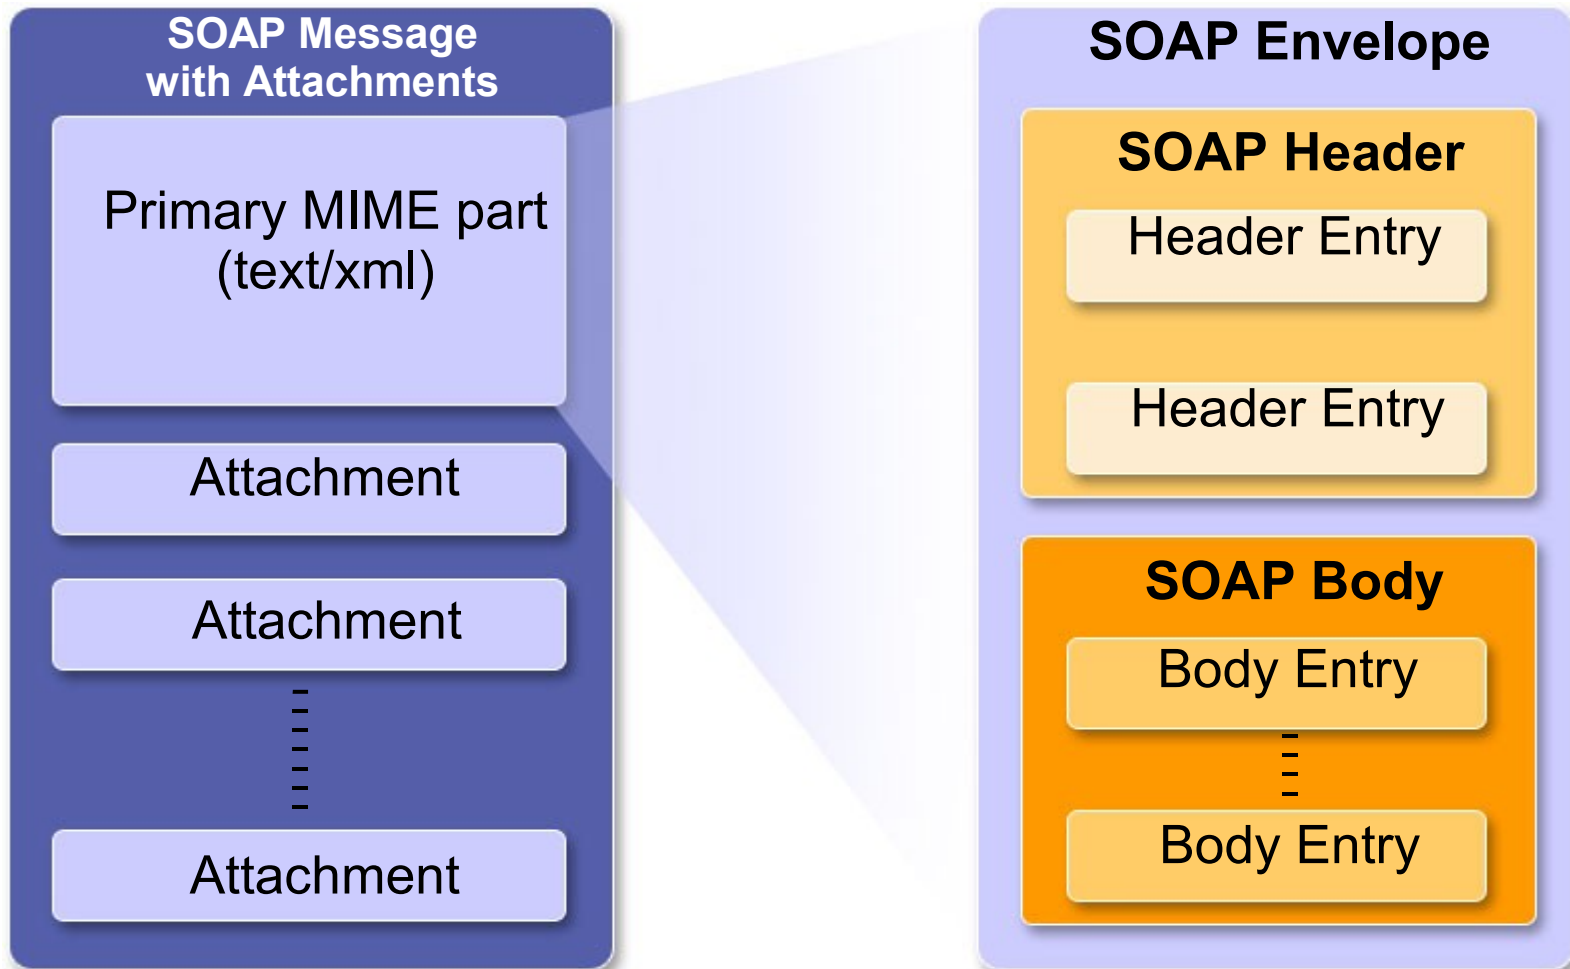 SOAP Message
with Attachments
Primary MIME part
(text/xml)
Attachment
Attachment
Attachment
SOAP Envelope
SOAP Header
Header Entry
Header Entry
SOAP Body
Body Entry
Body Entry